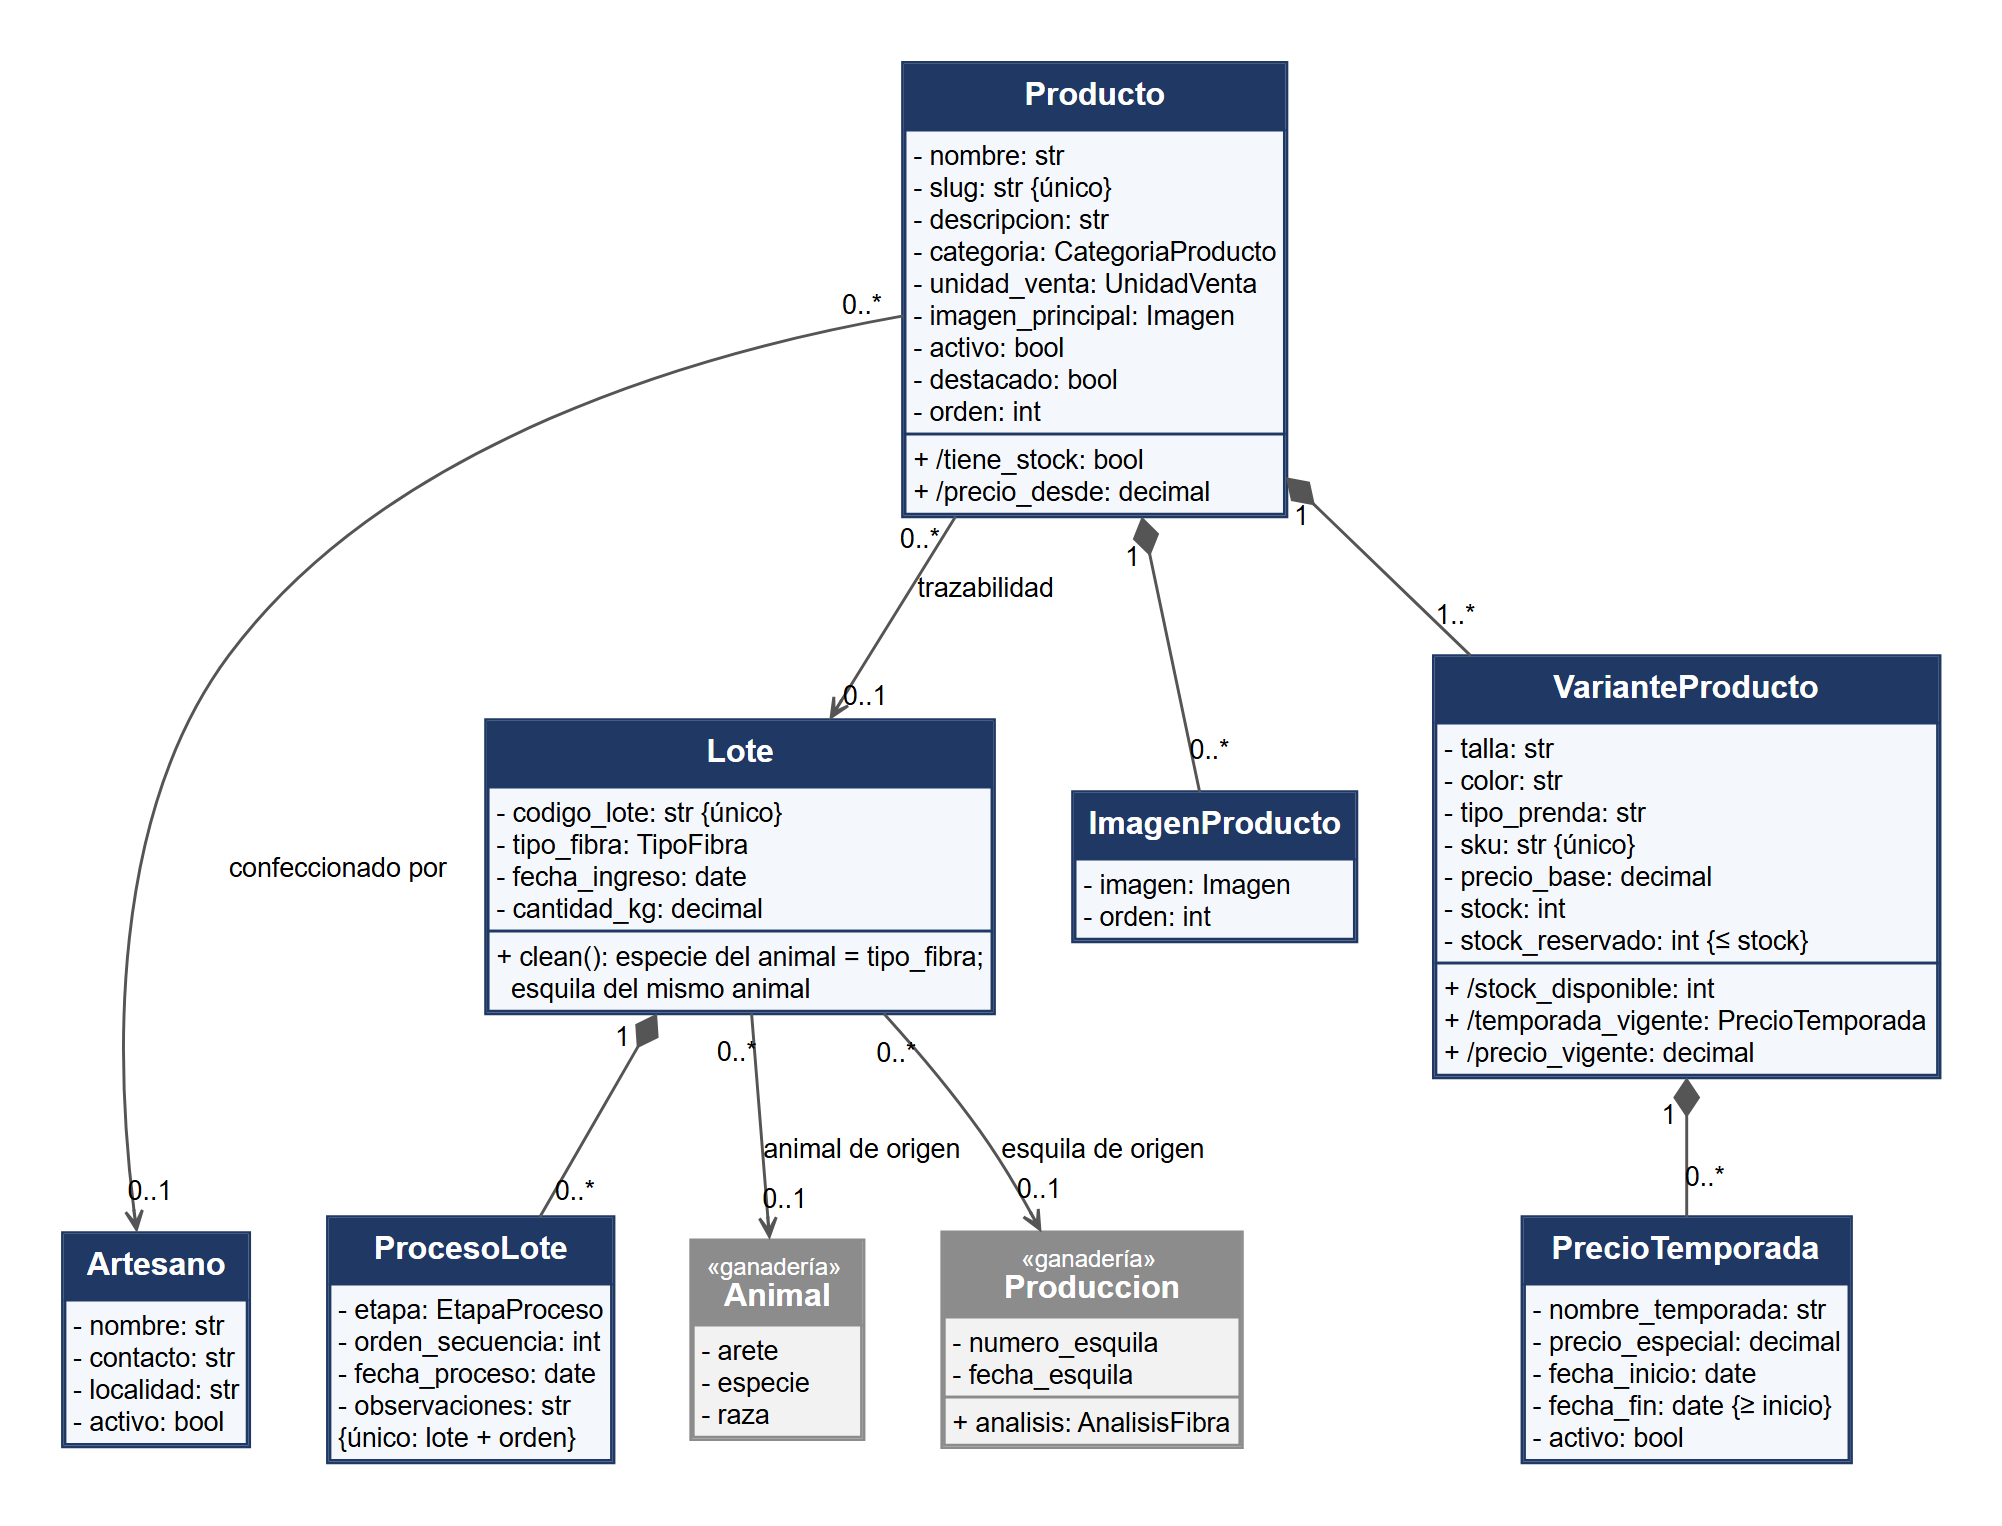 Producto
- nombre: str
- slug: str {único}
- descripcion: str
- categoria: CategoriaProducto
- unidad_venta: UnidadVenta
- imagen_principal: Imagen
- activo: bool
- destacado: bool
- orden: int
+ /tiene_stock: bool
+ /precio_desde: decimal
0..*
confeccionado por
0..1
0..*
trazabilidad
0..1
1
0..*
1
1..*
Lote
- codigo_lote: str {único}
- tipo_fibra: TipoFibra
- fecha_ingreso: date
- cantidad_kg: decimal
+ clean(): especie del animal = tipo_fibra;
esquila del mismo animal
ImagenProducto
- imagen: Imagen
- orden: int
VarianteProducto
- talla: str
- color: str
- tipo_prenda: str
- sku: str {único}
- precio_base: decimal
- stock: int
- stock_reservado: int {≤ stock}
+ /stock_disponible: int
+ /temporada_vigente: PrecioTemporada
+ /precio_vigente: decimal
1
0..*
0..*
animal de origen
0..1
0..*
esquila de origen
0..1
1
0..*
Artesano
- nombre: str
- contacto: str
- localidad: str
- activo: bool
ProcesoLote
- etapa: EtapaProceso
- orden_secuencia: int
- fecha_proceso: date
- observaciones: str
{único: lote + orden}
«ganadería»
Animal
- arete
- especie
- raza
«ganadería»
Produccion
- numero_esquila
- fecha_esquila
+ analisis: AnalisisFibra
PrecioTemporada
- nombre_temporada: str
- precio_especial: decimal
- fecha_inicio: date
- fecha_fin: date {≥ inicio}
- activo: bool